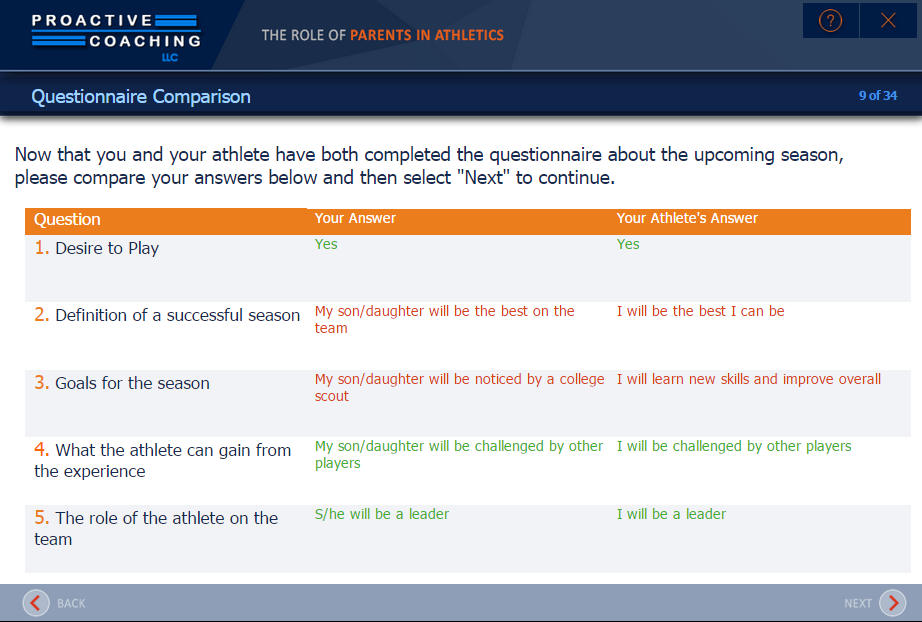 PROACTIVE
COACHING
LLC
THE ROLE OF PARENTS IN ATHLETICS
?
Questionnaire Comparison
9 of 34
Now that you and your athlete have both completed the questionnaire about the upcoming season,
please compare your answers below and then select "Next" to continue.
Question Your Answer Your Athlete's Answer
1. Desire to Play Yes Yes
2. Definition of a successful season My son/daughter will be the best on the I will be the best I can be
team
3. Goals for the season My son/daughter will be noticed by a college I will learn new skills and improve overall
scout
4. What the athlete can gain from My son/daughter will be challenged by other I will be challenged by other players
the experience players
5. The role of the athlete on the S/he will be a leader I will be a leader
team
BACK
NEXT